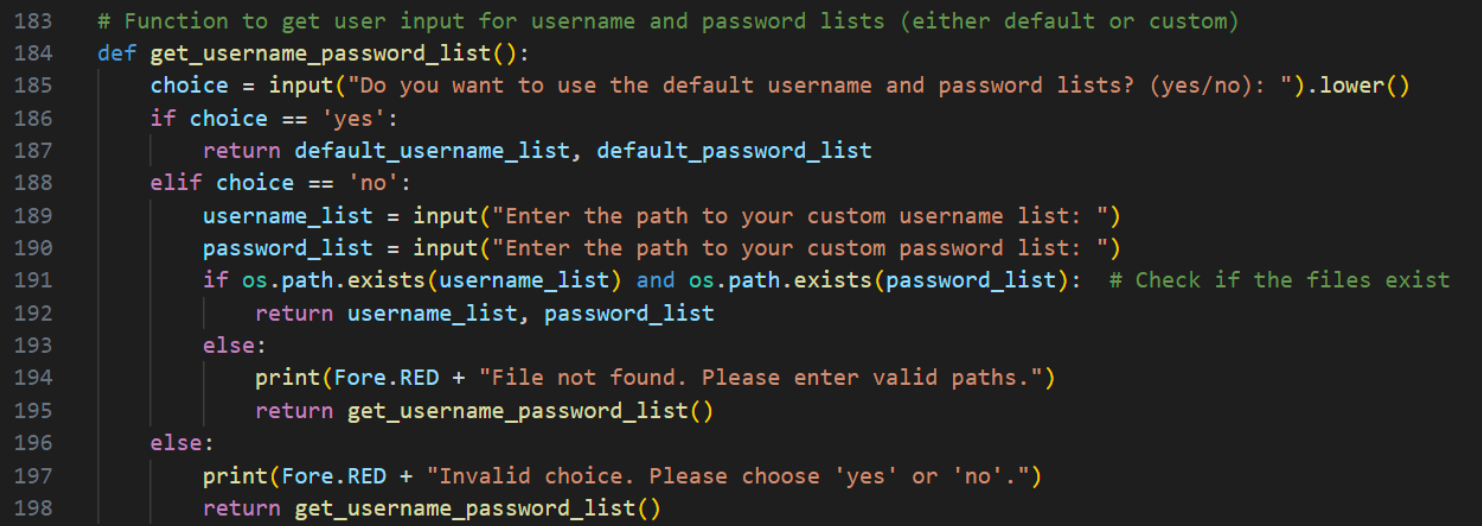 183 # Function to get user input for username and password lists (either default or custom)
184 def get_username_password_list():
185     choice = input("Do you want to use the default username and password lists? (yes/no): ").lower()
186     if choice == 'yes':
187         return default_username_list, default_password_list
188     elif choice == 'no':
189         username_list = input("Enter the path to your custom username list: ")
190         password_list = input("Enter the path to your custom password list: ")
191         if os.path.exists(username_list) and os.path.exists(password_list):  # Check if the files exist
192             return username_list, password_list
193         else:
194             print(Fore.RED + "File not found. Please enter valid paths.")
195             return get_username_password_list()
196     else:
197         print(Fore.RED + "Invalid choice. Please choose 'yes' or 'no'.")
198         return get_username_password_list()